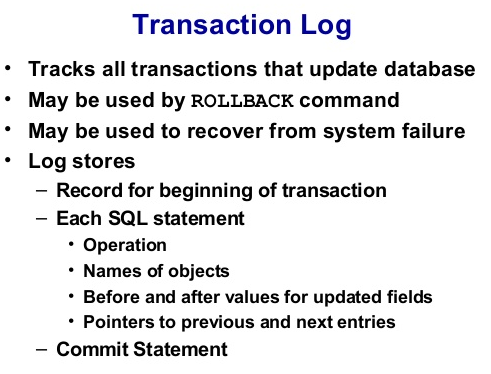 Transaction Log
• Tracks all transactions that update database
• May be used by ROLLBACK command
• May be used to recover from system failure
• Log stores
– Record for beginning of transaction
– Each SQL statement
• Operation
• Names of objects
• Before and after values for updated fields
• Pointers to previous and next entries
– Commit Statement